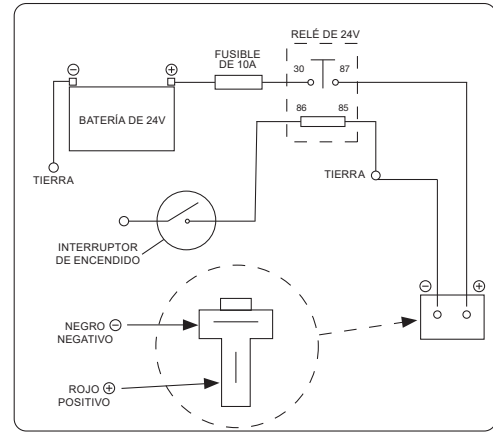 RELÉ DE 24V
FUSIBLE
DE 10A
30
87
⊖
⊕
86
85
BATERÍA DE 24V
TIERRA
TIERRA
INTERRUPTOR
DE ENCENDIDO
⊖
⊕
NEGRO ⊖
NEGATIVO
ROJO ⊕
POSITIVO